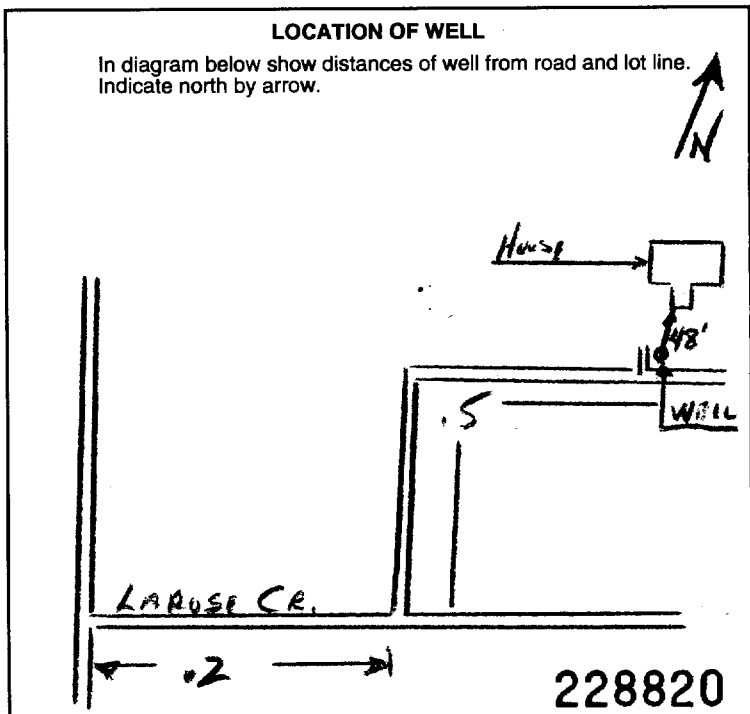 LOCATION OF WELL
In diagram below show distances of well from road and lot line.
Indicate north by arrow.
N
House
48'
.5
WELL
LAROSE CR.
.2
228820